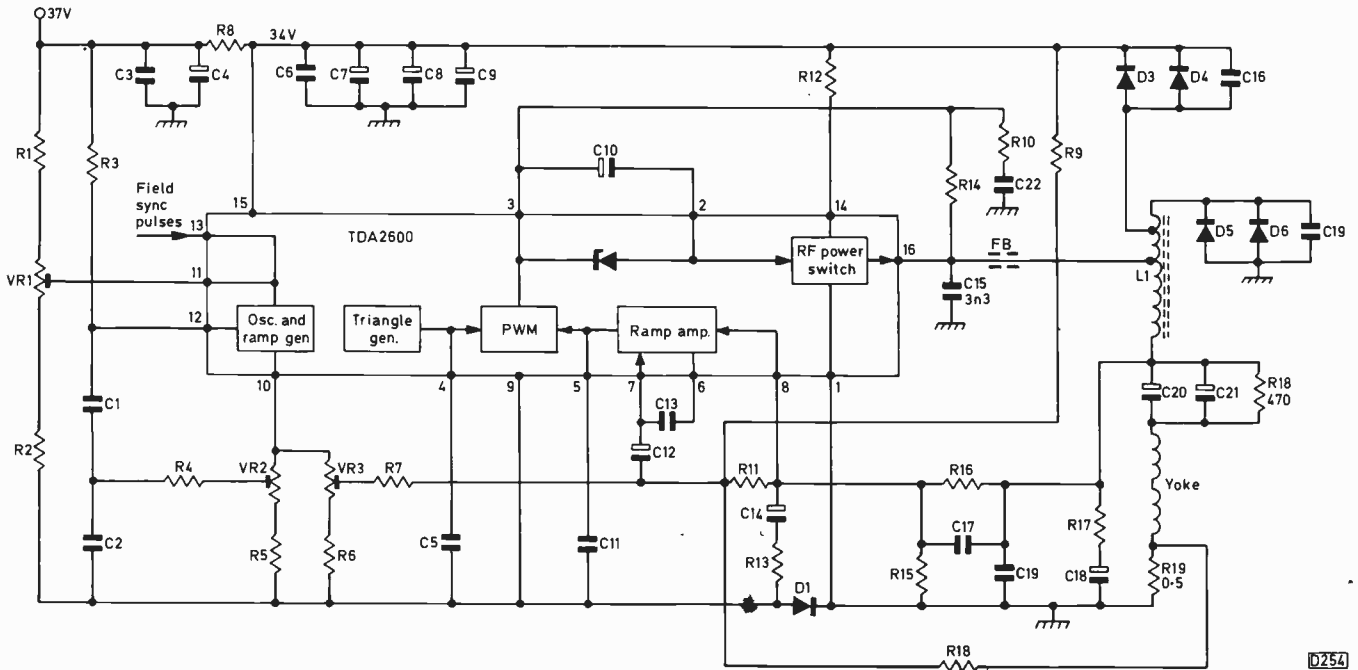 37V
R8
34V
C3
C4
C6
C7
C8
C9
R12
D3
D4
C16
R1
R3
C10
R14
R10
R9
C22
Field
sync
pulses
15
3
2
14
13
TDA2600
16
FB
D5
D6
C19
11
RF power
switch
VR1
L1
C15
3n3
12
Osc. and
ramp gen
Triangle
gen.
PWM
Ramp amp.
10
4
9
5
7
6
8
1
C20
C21
R18
470
C1
C13
C12
R2
R4
VR2
VR3
R7
R11
R16
Yoke
C14
C17
R17
C2
R5
R6
C5
C11
R13
R15
C19
C18
R19
0·5
D1
R18
D254